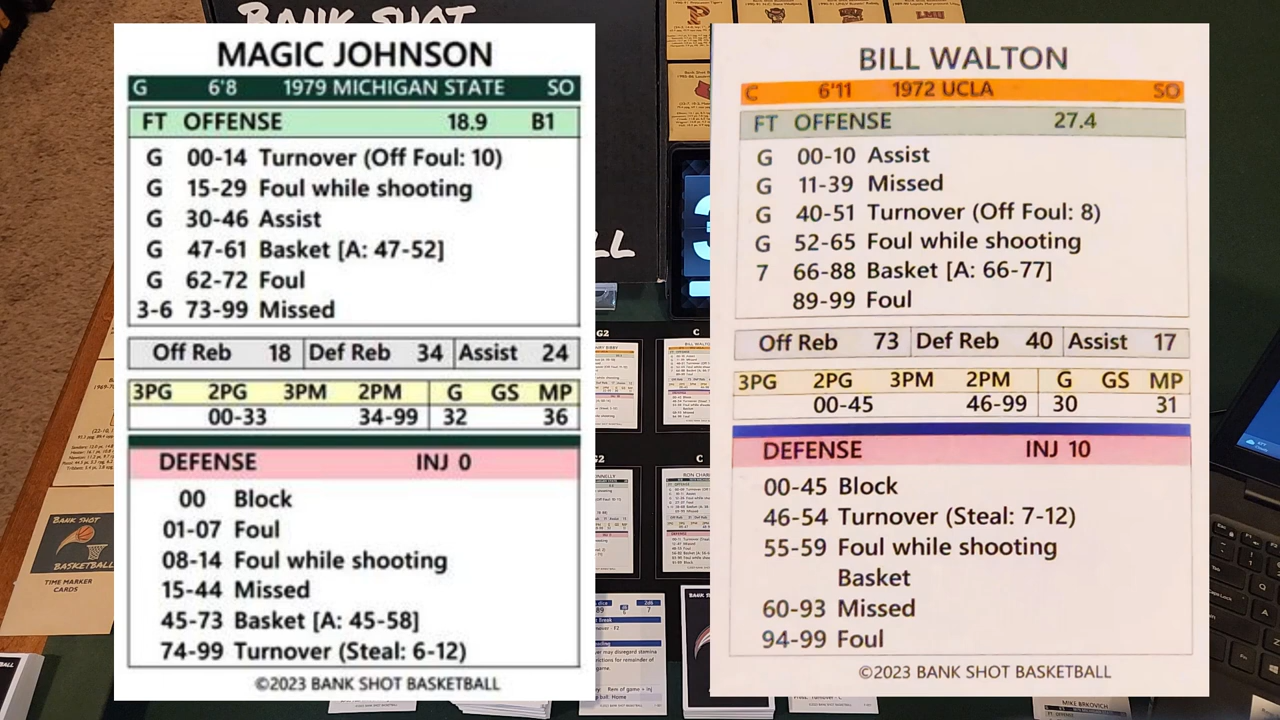 BANK SHOT
MAGIC JOHNSON
G 6'8 1979 MICHIGAN STATE SO
FT OFFENSE 18.9 B1
G 00-14 Turnover (Off Foul: 10)
G 15-29 Foul while shooting
G 30-46 Assist
G 47-61 Basket [A: 47-52]
G 62-72 Foul
3-6 73-99 Missed
Off Reb 18 Def Reb Assist 24
3PG 2PG 3PM 2PM G GS MP
00-33 34-99 32 36
DEFENSE INJ 0
00 Block
01-07 Foul
08-14 Foul while shooting
15-44 Missed
45-73 Basket [A: 45-58]
74-99 Turnover (Steal: 6-12)
©2023 BANK SHOT BASKETBALL
BILL WALTON
C 6'11 1972 UCLA SO
FT OFFENSE 27.4
G 00-10 Assist
G 11-39 Missed
G 40-51 Turnover (Off Foul: 8)
G 52-65 Foul while shooting
7 66-88 Basket [A: 66-77]
89-99 Foul
Off Reb 73 Def Reb 40 Assist 17
3PG 2PG 3PM 2PM G GS MP
00-45 46-99 30 31
DEFENSE INJ 10
00-45 Block
46-54 Turnover (Steal: 7-12)
55-59 Foul while shooting
Basket
60-93 Missed
94-99 Foul
©2023 BANK SHOT BASKETBALL
LMU
G2
C
BANK SHOT
BASKETBALL
TIME MARKER
CARDS
MIKE BRKOVICH